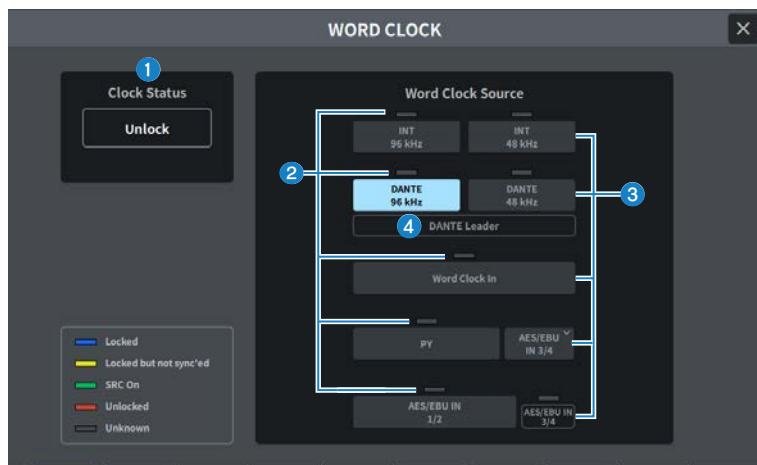 WORD CLOCK
1
Clock Status
Unlock
Word Clock Source
INT
96 kHz
INT
48 kHz
2
DANTE
96 kHz
DANTE
48 kHz
3
4 DANTE Leader
Word Clock In
PY
AES/EBU
IN 3/4
AES/EBU IN
1/2
AES/EBU IN
3/4
Locked
Locked but not sync'ed
SRC On
Unlocked
Unknown